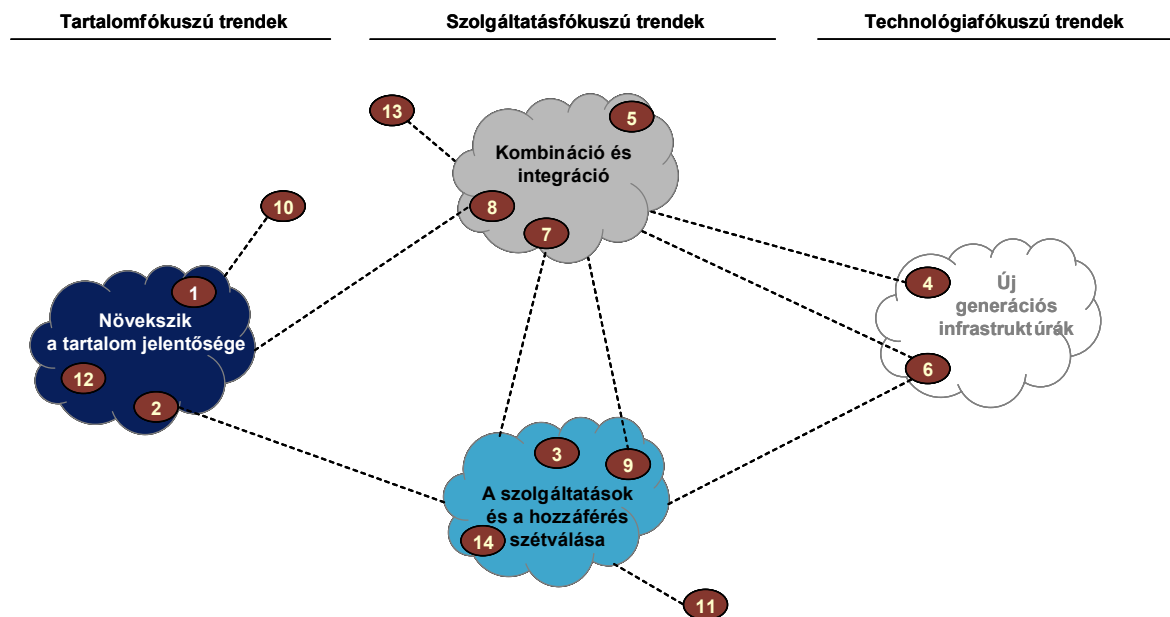 Tartalomfókuszú trendek
Szolgáltatásfókuszú trendek
Technológiafókuszú trendek
13
5
Kombináció és
integráció
10
8
7
1
4
Új
generációs
infrastruktúrák
Növekszik
a tartalom jelentősége
12
6
2
3
9
A szolgáltatások
és a hozzáférés
szétválása
14
11